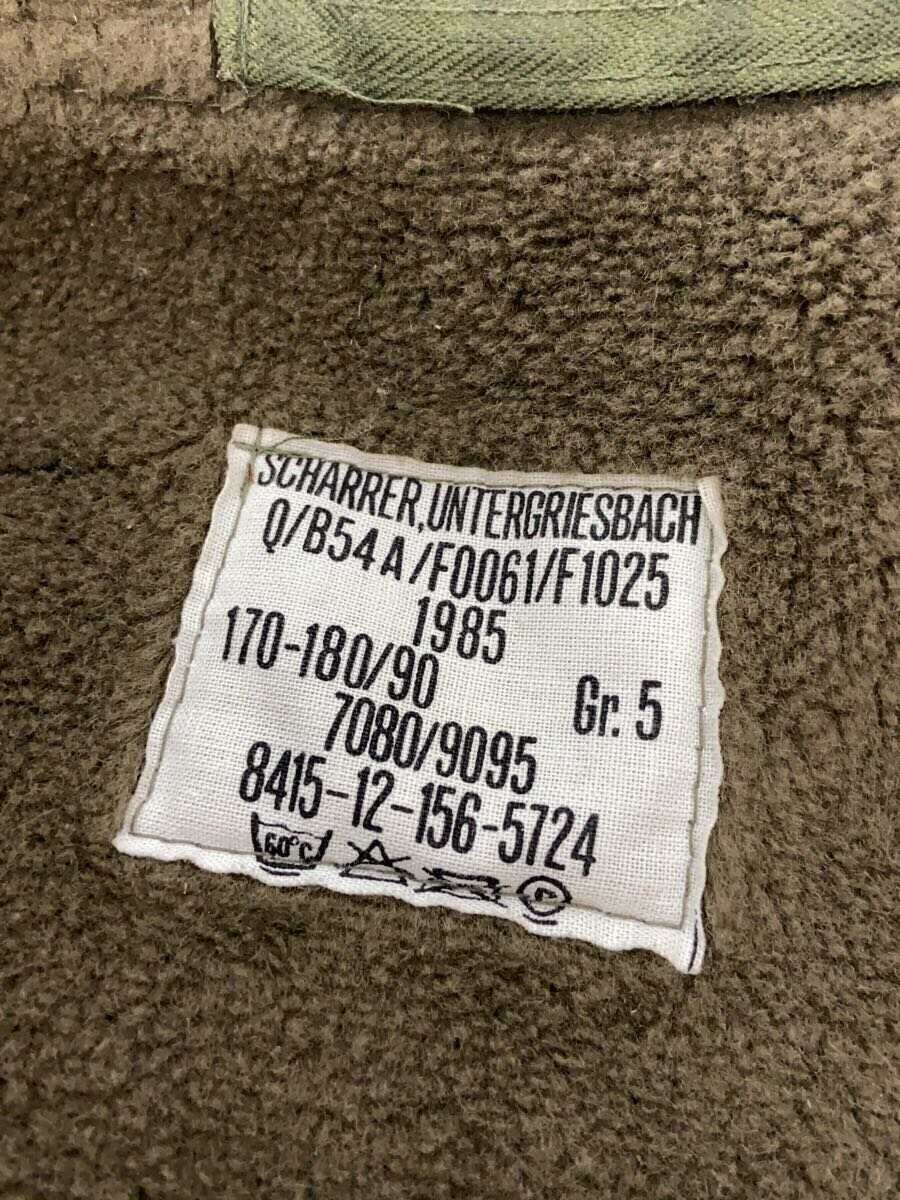 SCHARRER, UNTERGRIESBACH
Q/B54A/F0061/F1025
1985
170-180/90 Gr. 5
7080/9095
8415-12-156-5724
60°C